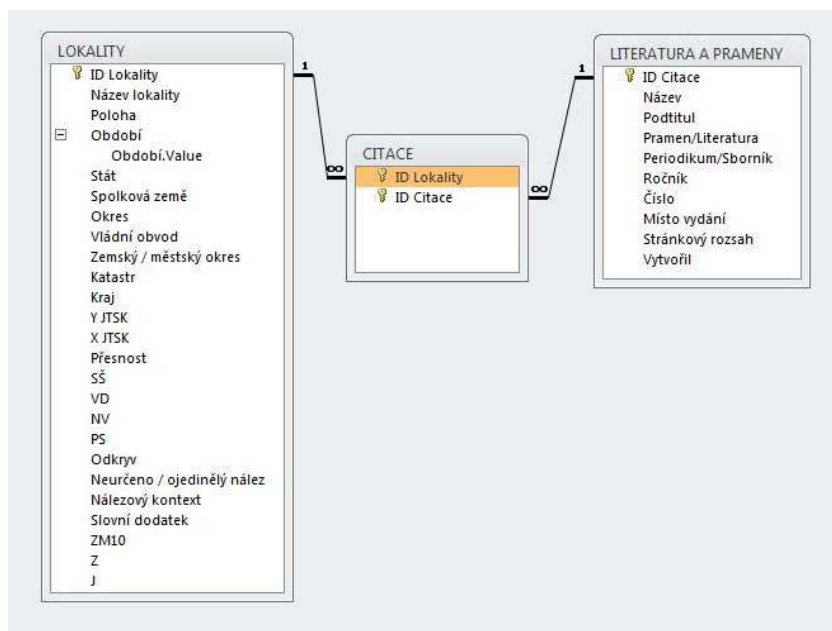 LOKALITY
ID Lokality
Název lokality
Poloha
Období
Období.Value
Stát
Spolková země
Okres
Vládní obvod
Zemský / městský okres
Katastr
Kraj
Y JTSK
X JTSK
Přesnost
SŠ
VD
NV
PS
Odkryv
Neurčeno / ojedinělý nález
Nálezový kontext
Slovní dodatek
ZM10
Z
J
1
∞
CITACE
ID Lokality
ID Citace
1
∞
LITERATURA A PRAMENY
ID Citace
Název
Podtitul
Pramen/Literatura
Periodikum/Sborník
Ročník
Číslo
Místo vydání
Stránkový rozsah
Vytvořil